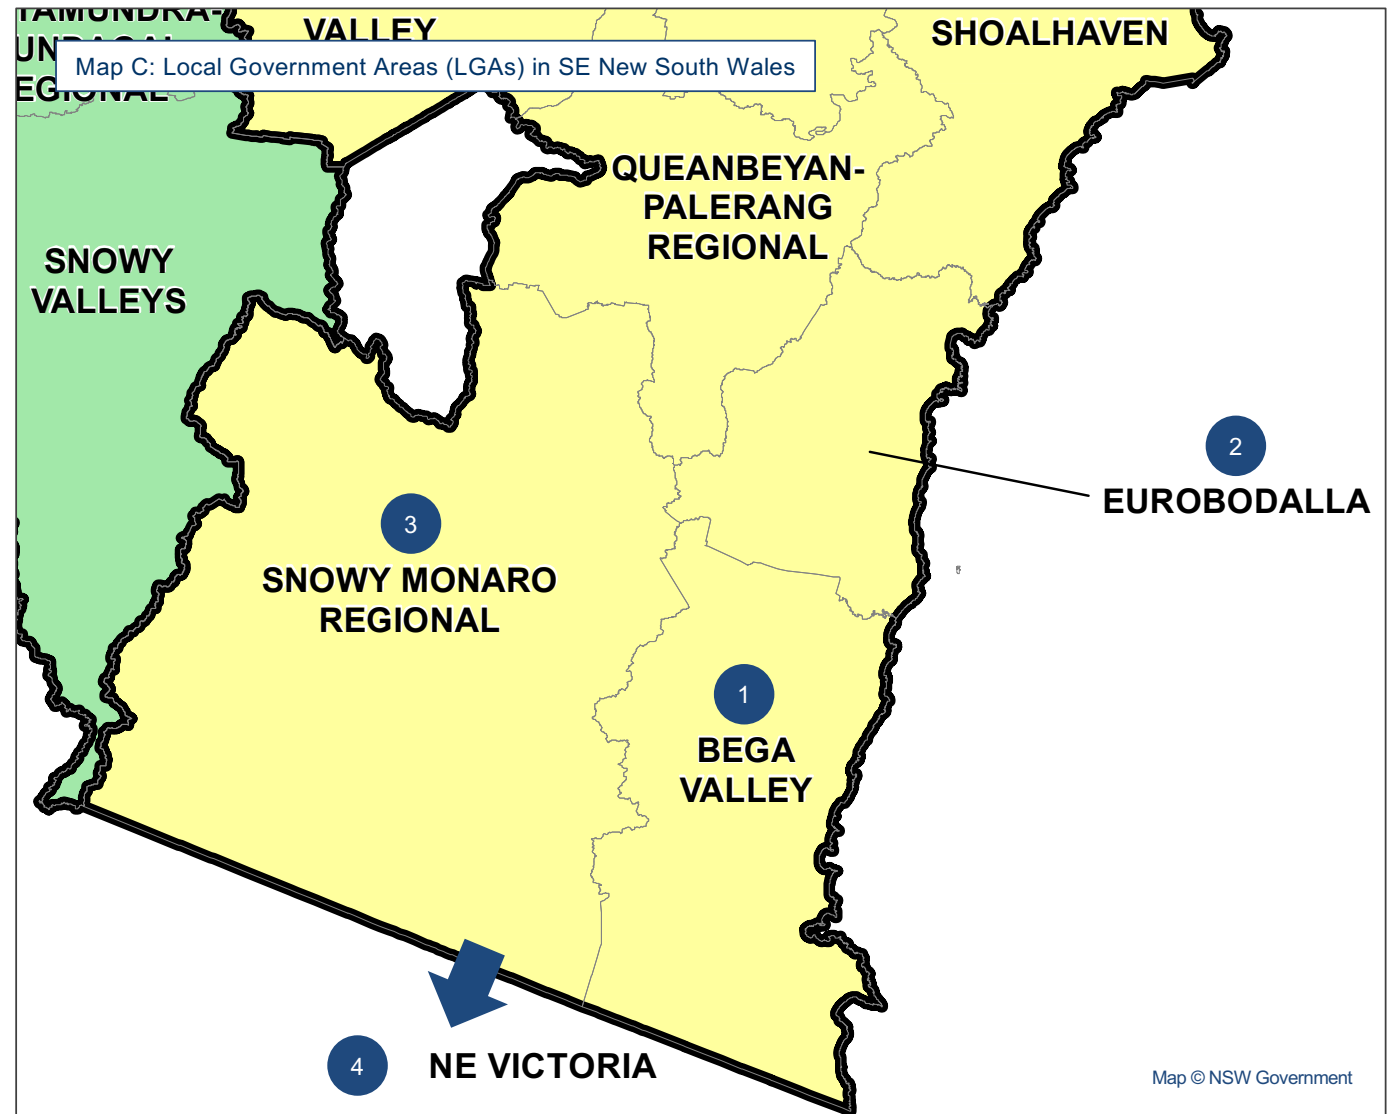 VALLEY
SHOALHAVEN
Map C: Local Government Areas (LGAs) in SE New South Wales
QUEANBEYAN-
PALERANG
REGIONAL
SNOWY
VALLEYS
2
EUROBODALLA
3
SNOWY MONARO
REGIONAL
1
BEGA
VALLEY
4
NE VICTORIA
Map © NSW Government